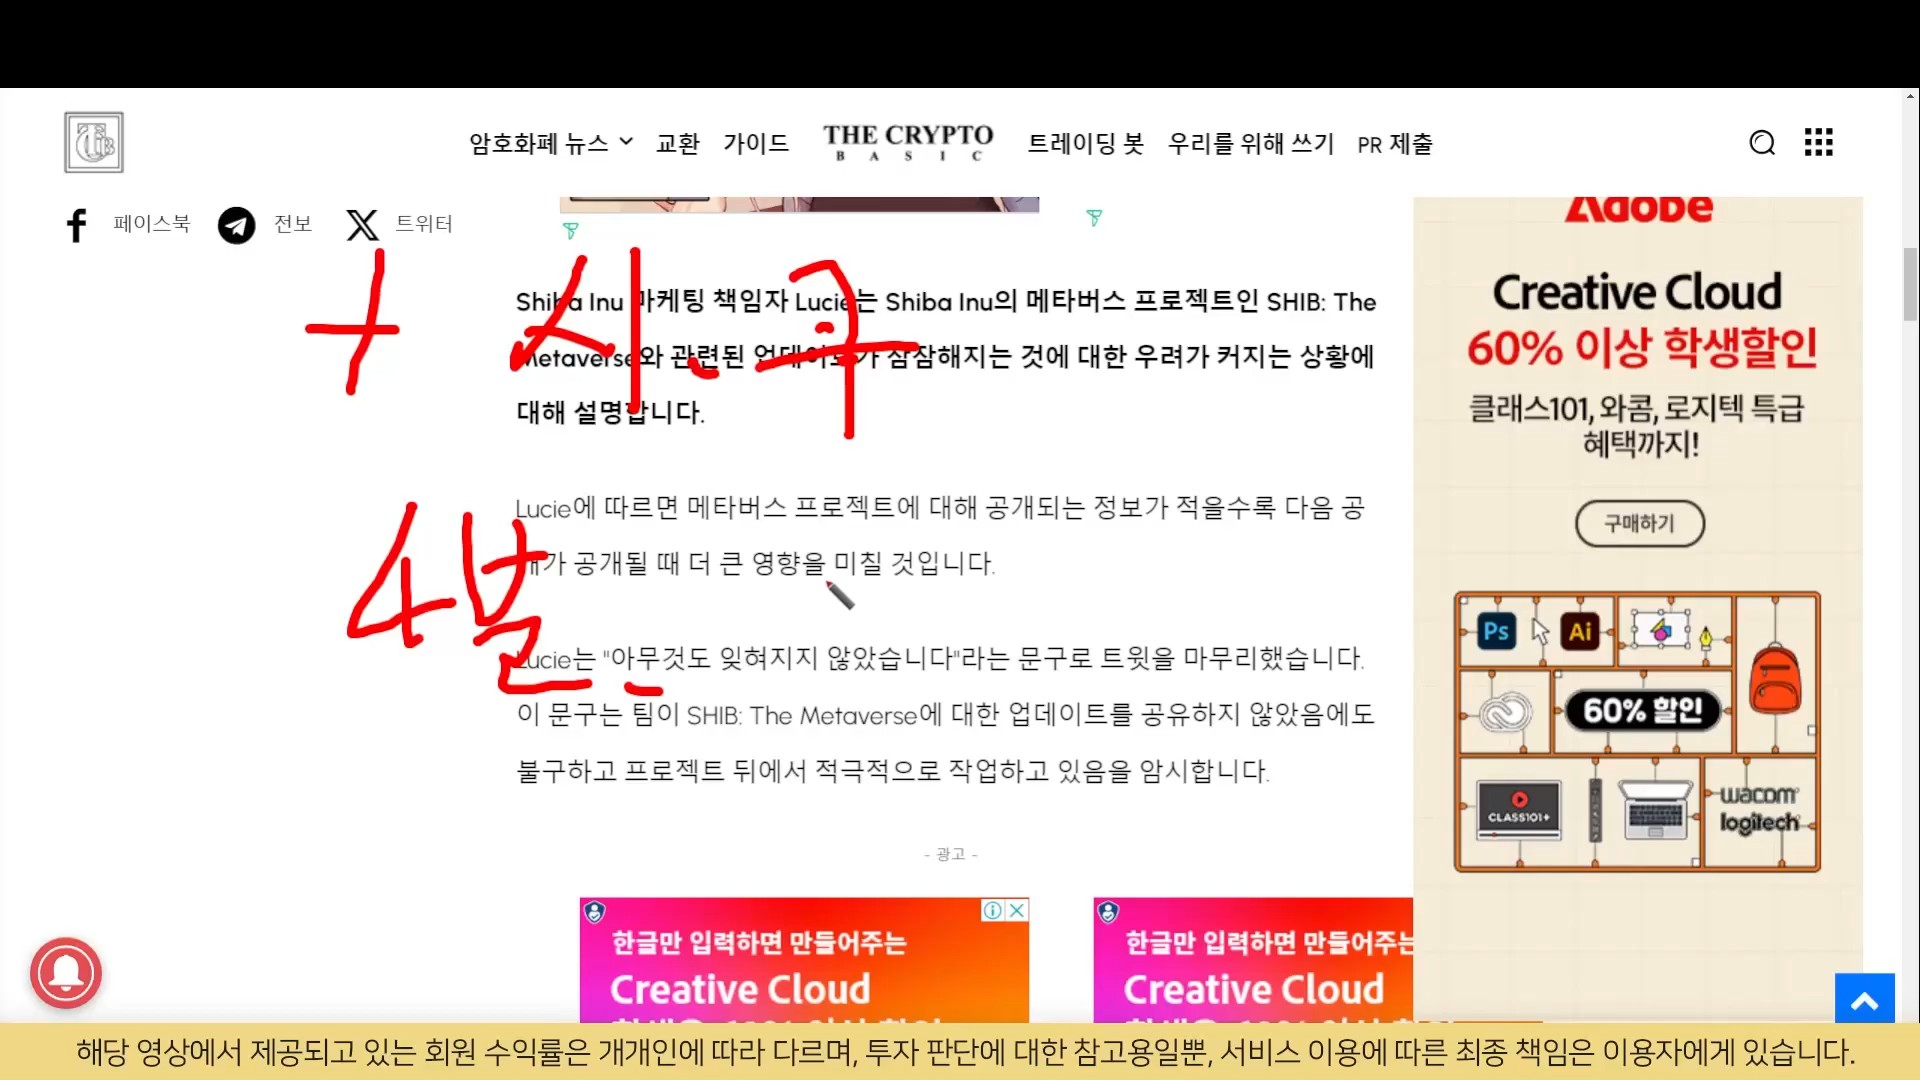 암호화폐 뉴스 교환 가이드 THE CRYPTO BASIC 트레이딩 봇 우리를 위해 쓰기 PR 제출
페이스북 전보 트위터
Shiba Inu 마케팅 책임자 Lucie는 Shiba Inu의 메타버스 프로젝트인 SHIB: The
Metaverse와 관련된 업데이트가 잠잠해지는 것에 대한 우려가 커지는 상황에
대해 설명합니다.
Lucie에 따르면 메타버스 프로젝트에 대해 공개되는 정보가 적을수록 다음 공
개가 공개될 때 더 큰 영향을 미칠 것입니다.
Lucie는 "아무것도 잊혀지지 않았습니다"라는 문구로 트윗을 마무리했습니다.
이 문구는 팀이 SHIB: The Metaverse에 대한 업데이트를 공유하지 않았음에도
불구하고 프로젝트 뒤에서 적극적으로 작업하고 있음을 암시합니다.
- 광고 -
한글만 입력하면 만들어주는
Creative Cloud
한글만 입력하면 만들어주는
Creative Cloud
Adobe
Creative Cloud
60% 이상 학생할인
클래스101, 와콤, 로지텍 특급
혜택까지!
구매하기
Ps Ai
60% 할인
CLASS101+
wacom
logitech
4볼
해당 영상에서 제공되고 있는 회원 수익률은 개개인에 따라 다르며, 투자 판단에 대한 참고용일뿐, 서비스 이용에 따른 최종 책임은 이용자에게 있습니다.